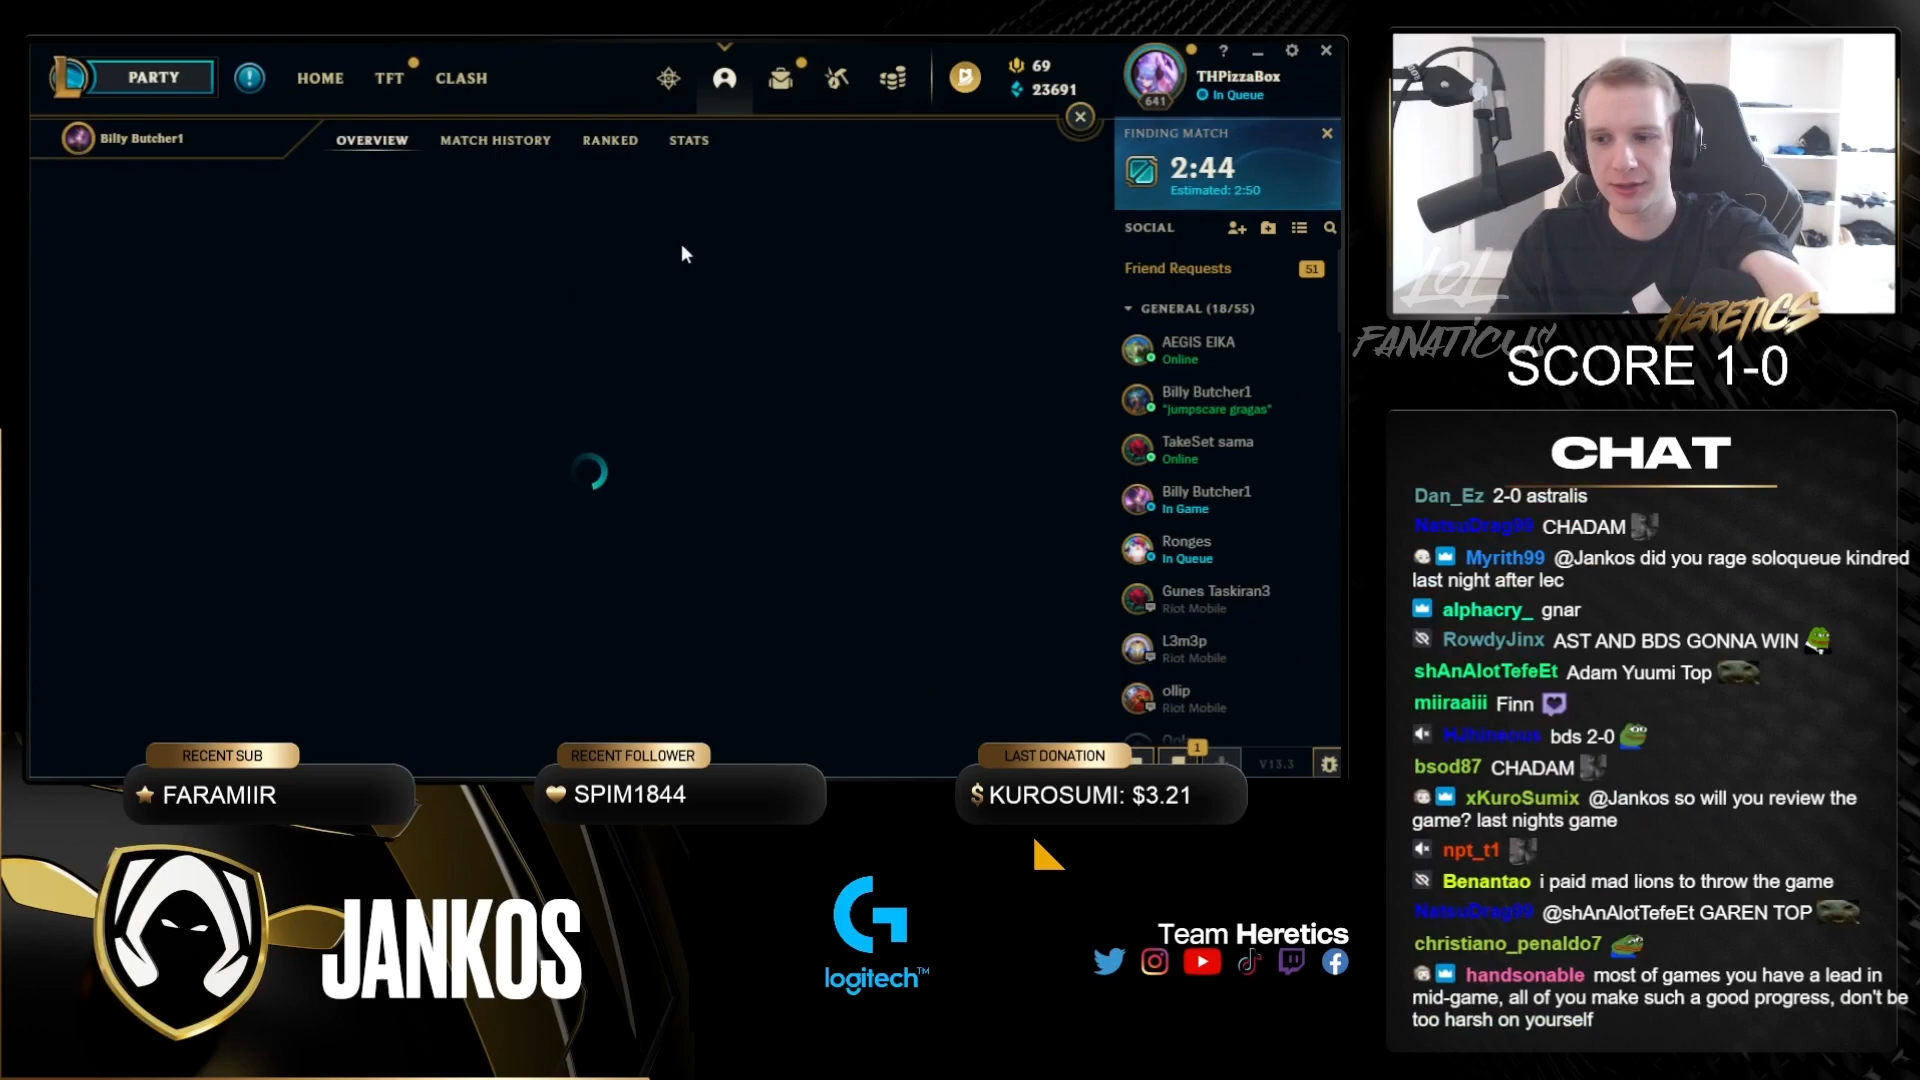 PARTY
HOME
TFT
CLASH
69
23691
641
THPizzaBox
In Queue
Billy Butcher1
OVERVIEW
MATCH HISTORY
RANKED
STATS
FINDING MATCH
2:44
Estimated: 2:50
SOCIAL
Friend Requests
51
GENERAL (18/55)
AEGIS EIKA
Online
Billy Butcher1
"jumpscare gragas"
TakeSet sama
Online
Billy Butcher1
In Game
Ronges
In Queue
Gunes Taskiran3
Riot Mobile
L3m3p
Riot Mobile
ollip
Riot Mobile
1
V13.3
LOL
FANATICUS
HERETICS
SCORE 1-0
CHAT
Dan_Ez 2-0 astralis
NatsuDrag99 CHADAM
Myrith99 @Jankos did you rage soloqueue kindred
last night after lec
alphacry_ gnar
RowdyJinx AST AND BDS GONNA WIN
shAnAlotTefeEt Adam Yuumi Top
miiraaiii Finn
bds 2-0
bsod87 CHADAM
xKuroSumix @Jankos so will you review the
game? last nights game
npt_t1
Benantao i paid mad lions to throw the game
NatsuDrag99 @shAnAlotTefeEt GAREN TOP
christiano_penaldo7
handsonable most of games you have a lead in
mid-game, all of you make such a good progress, don't be
too harsh on yourself
RECENT SUB
FARAMIIR
RECENT FOLLOWER
SPIM1844
LAST DONATION
$ KUROSUMI: $3.21
JANKOS
logitech™
Team Heretics